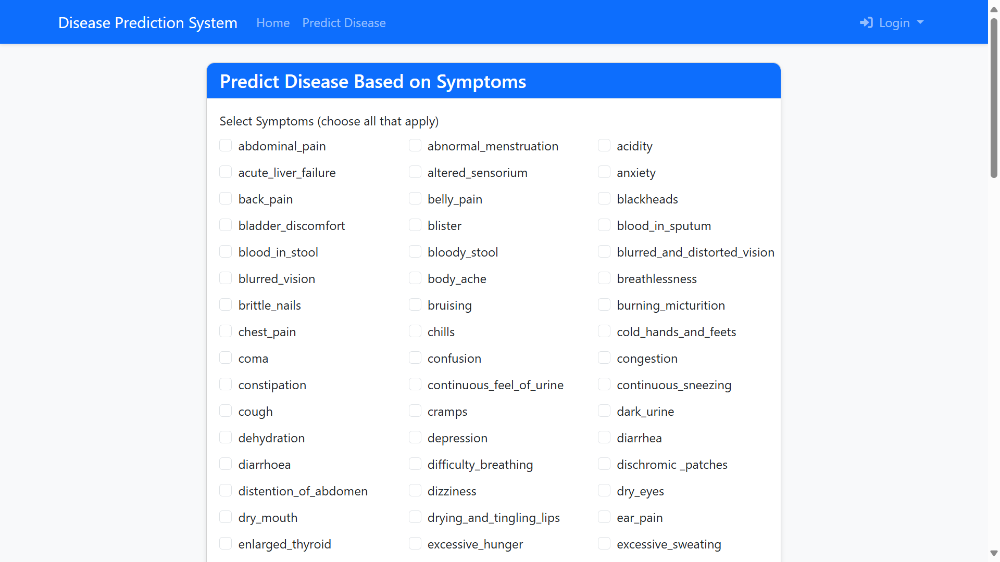 Disease Prediction System Home Predict Disease Login
Predict Disease Based on Symptoms
Select Symptoms (choose all that apply)
abdominal_pain abnormal_menstruation acidity
acute_liver_failure altered_sensorium anxiety
back_pain belly_pain blackheads
bladder_discomfort blister blood_in_sputum
blood_in_stool bloody_stool blurred_and_distorted_vision
blurred_vision body_ache breathlessness
brittle_nails bruising burning_micturition
chest_pain chills cold_hands_and_feets
coma confusion congestion
constipation continuous_feel_of_urine continuous_sneezing
cough cramps dark_urine
dehydration depression diarrhea
diarrhoea difficulty_breathing dischromic _patches
distention_of_abdomen dizziness dry_eyes
dry_mouth drying_and_tingling_lips ear_pain
enlarged_thyroid excessive_hunger excessive_sweating